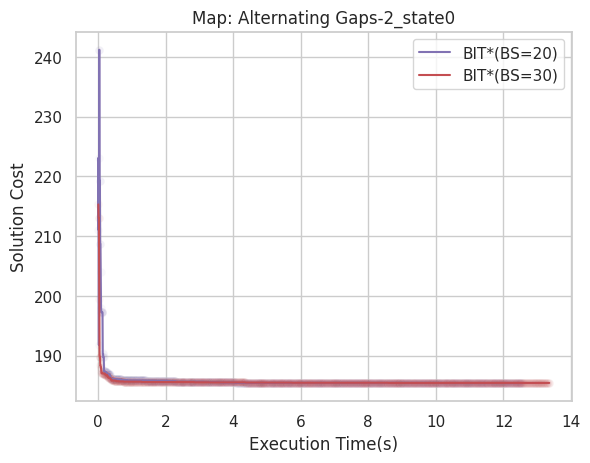 Map: Alternating Gaps-2_state0
BIT*(BS=20)
BIT*(BS=30)
Solution Cost
240
230
220
210
200
190
0 2 4 6 8 10 12 14
Execution Time(s)